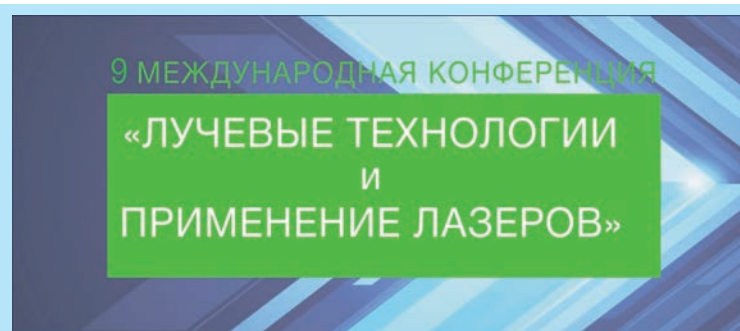 9 МЕЖДУНАРОДНАЯ КОНФЕРЕНЦИЯ
«ЛУЧЕВЫЕ ТЕХНОЛОГИИ
И
ПРИМЕНЕНИЕ ЛАЗЕРОВ»